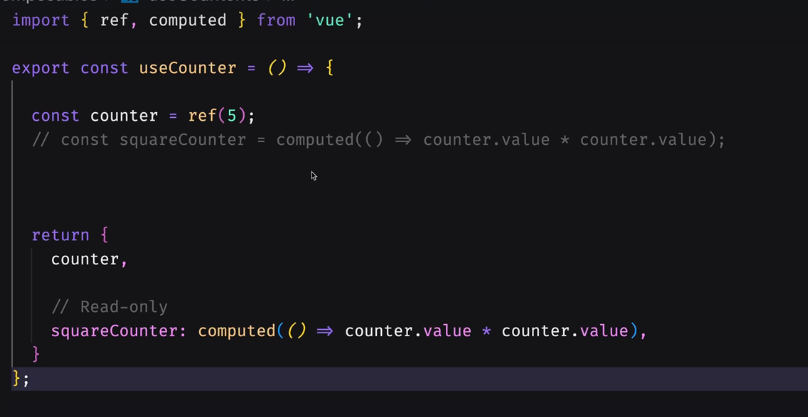 import { ref, computed } from 'vue';
export const useCounter = () => {
const counter = ref(5);
// const squareCounter = computed(() => counter.value * counter.value);
return {
counter,
// Read-only
squareCounter: computed(() => counter.value * counter.value),
}
};